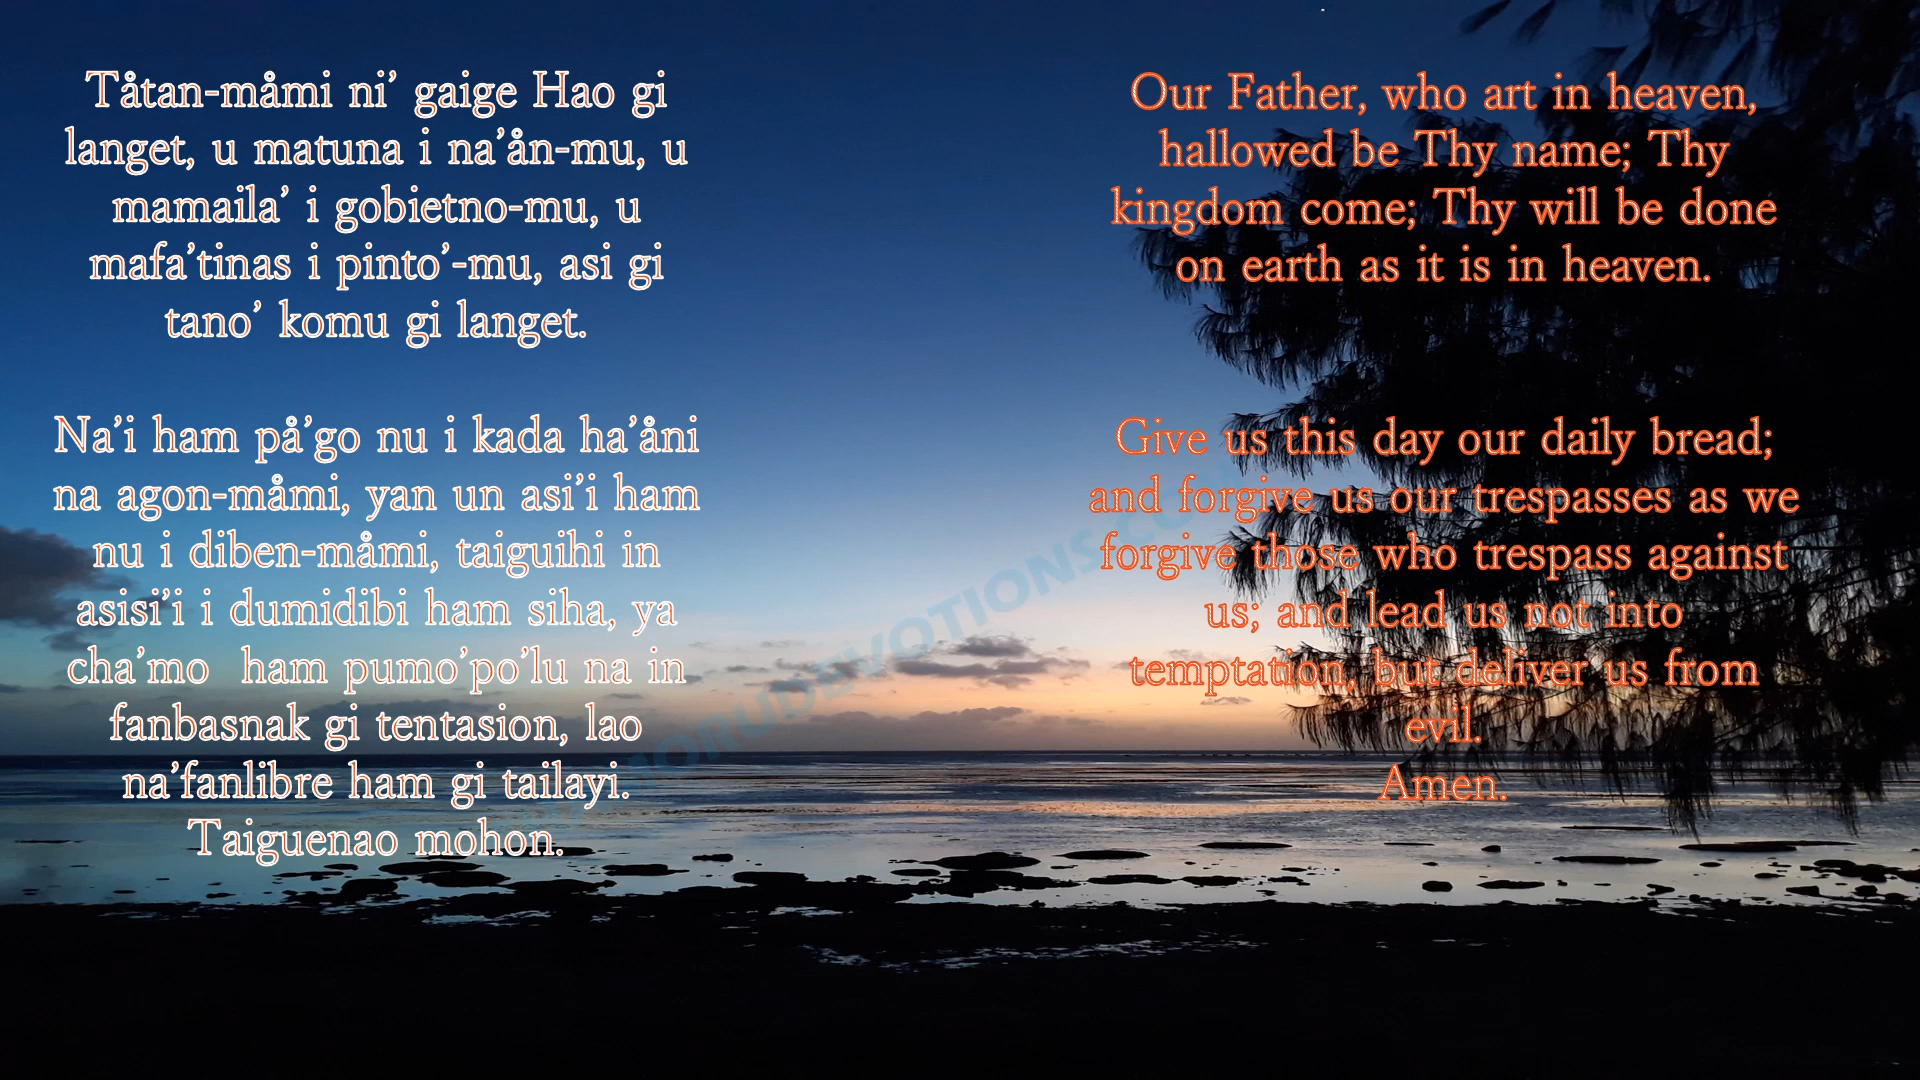 Tåtan-måmi ni’ gaige Hao gi
langet, u matuna i na’ån-mu, u
mamaila’ i gobietno-mu, u
mafa’tinas i pinto’-mu, asi gi
tano’ komu gi langet.
Na’i ham på’go nu i kada ha’åni
na agon-måmi, yan un asi’i ham
nu i diben-måmi, taiguihi in
asisi’i i dumidibi ham siha, ya
cha’mo ham pumo’po’lu na in
fanbasnak gi tentasion, lao
na’fanlibre ham gi tailayi.
Taiguenao mohon.
Our Father, who art in heaven,
hallowed be Thy name; Thy
kingdom come; Thy will be done
on earth as it is in heaven.
Give us this day our daily bread;
and forgive us our trespasses as we
forgive those who trespass against
us; and lead us not into
temptation, but deliver us from
evil.
Amen.